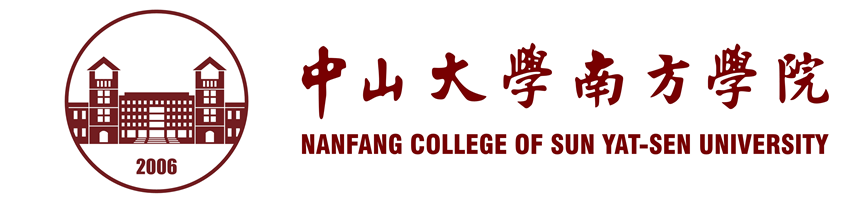 2006
中山大學南方學院
NANFANG COLLEGE OF SUN YAT-SEN UNIVERSITY